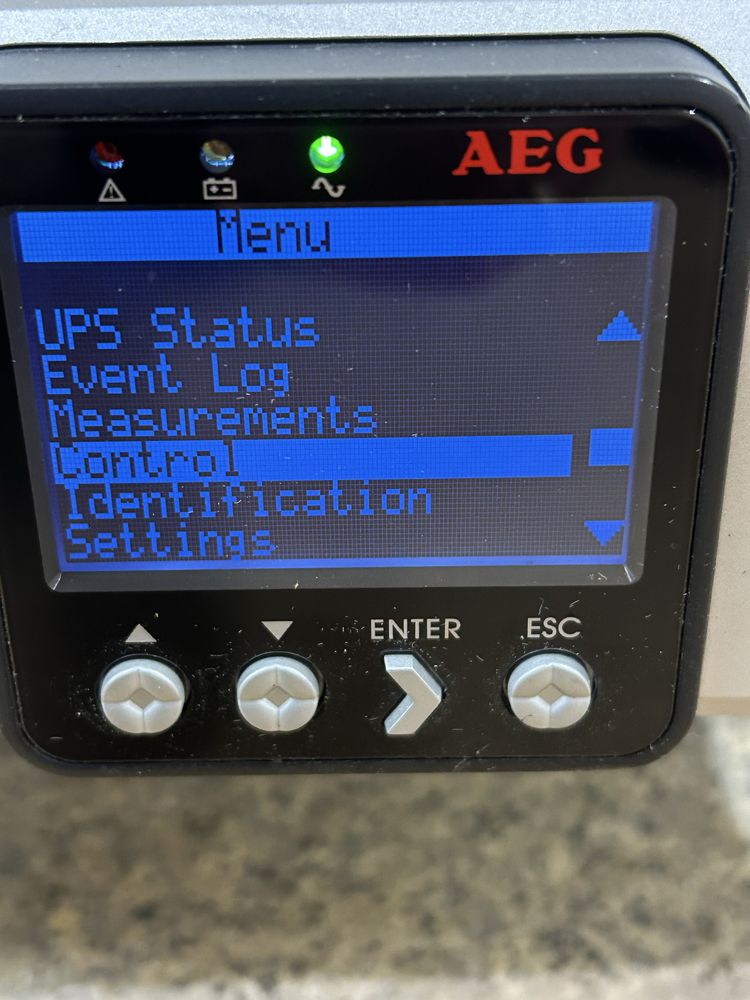 AEG
Menu
UPS Status
Event Log
Measurements
Control
Identification
Settings
ENTER
ESC